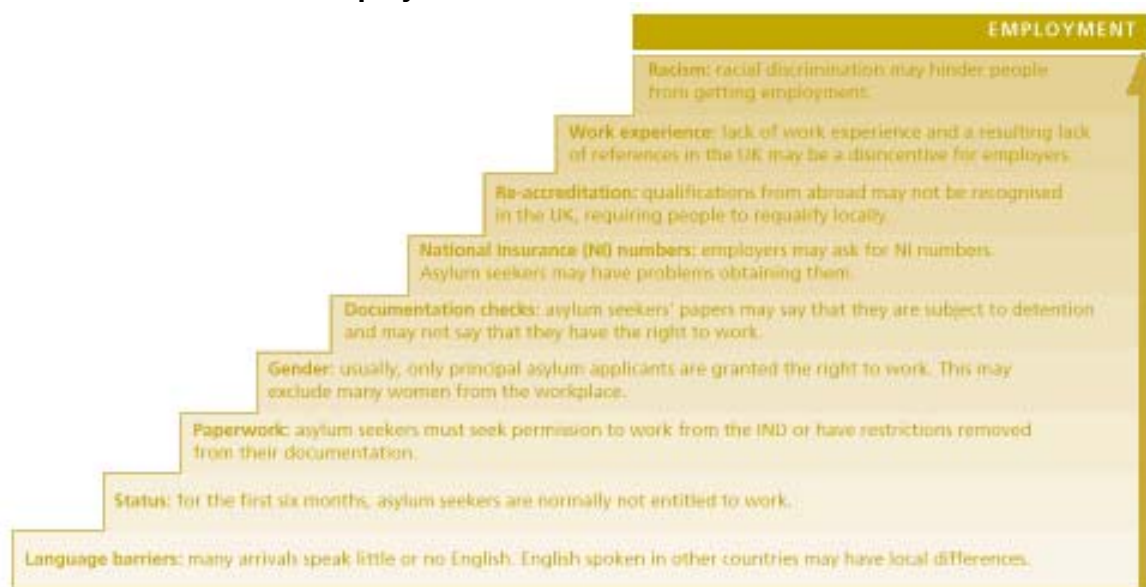 EMPLOYMENT
Racism: racial discrimination may hinder people
from getting employment.
Work experience: lack of work experience and a resulting lack
of references in the UK may be a disincentive for employers.
Re-accreditation: qualifications from abroad may not be recognised
in the UK, requiring people to requalify locally.
National Insurance (NI) numbers: employers may ask for NI numbers.
Asylum seekers may have problems obtaining them.
Documentation checks: asylum seekers' papers may say that they are subject to detention
and may not say that they have the right to work.
Gender: usually, only principal asylum applicants are granted the right to work. This may
exclude many women from the workplace.
Paperwork: asylum seekers must seek permission to work from the IND or have restrictions removed
from their documentation.
Status: for the first six months, asylum seekers are normally not entitled to work.
Language barriers: many arrivals speak little or no English. English spoken in other countries may have local differences.